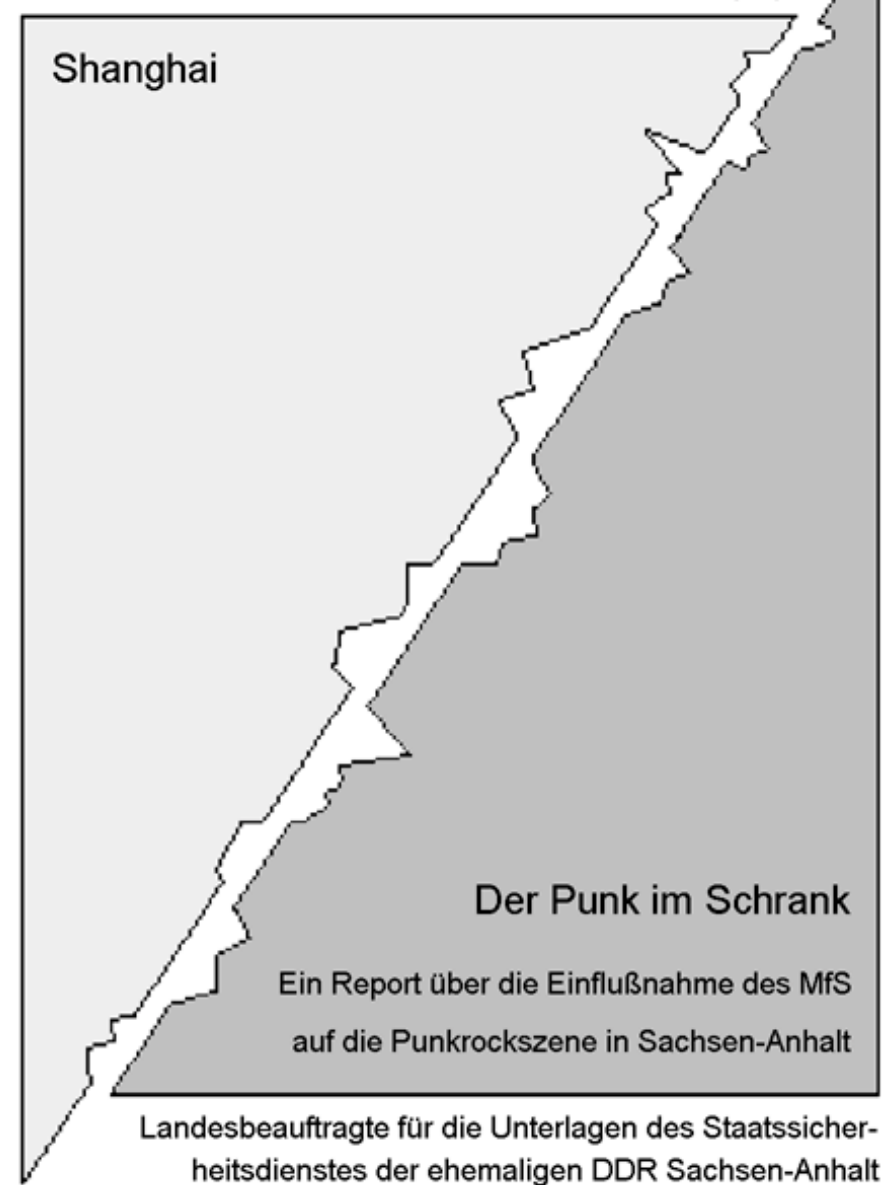 Shanghai
Der Punk im Schrank
Ein Report über die Einflußnahme des MfS
auf die Punkrockszene in Sachsen-Anhalt
Landesbeauftragte für die Unterlagen des Staatssicher-
heitsdienstes der ehemaligen DDR Sachsen-Anhalt